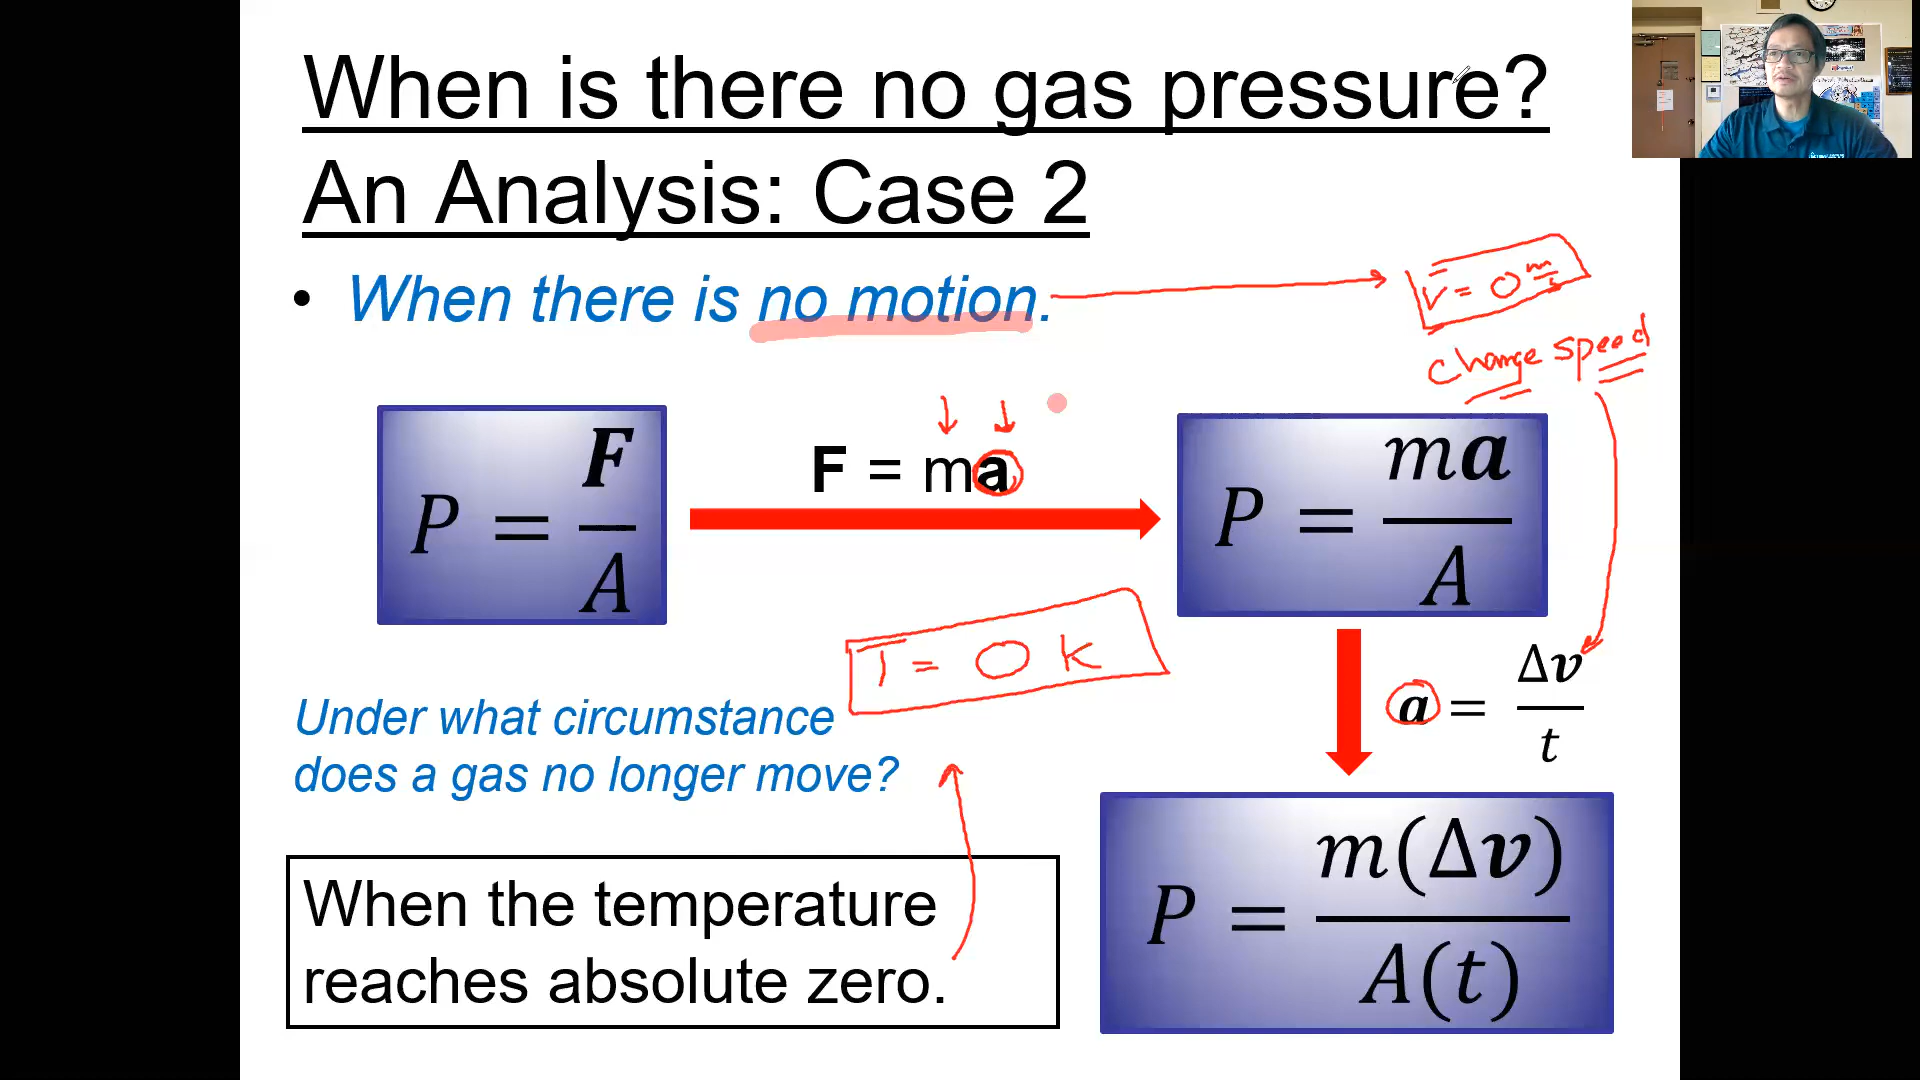 When is there no gas pressure?
An Analysis: Case 2
• When there is no motion.
v = 0 m/s
change speed
P = F/A
F = ma
P = ma/A
T = 0 K
a = Δv/t
Under what circumstance
does a gas no longer move?
When the temperature
reaches absolute zero.
P = m(Δv)/A(t)